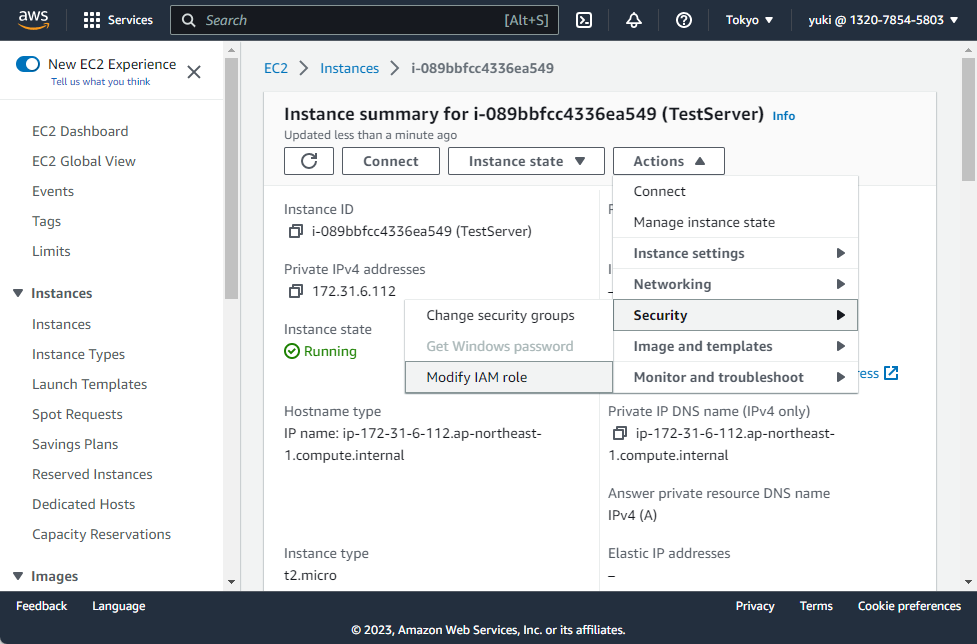 aws
Services
Search
[Alt+S]
Tokyo
yuki @ 1320-7854-5803
New EC2 Experience
Tell us what you think
EC2 Dashboard
EC2 Global View
Events
Tags
Limits
Instances
Instances
Instance Types
Launch Templates
Spot Requests
Savings Plans
Reserved Instances
Dedicated Hosts
Capacity Reservations
Images
EC2
Instances
i-089bbfcc4336ea549
Instance summary for i-089bbfcc4336ea549 (TestServer) Info
Updated less than a minute ago
Connect
Instance state
Actions
Connect
Manage instance state
Instance settings
Networking
Security
Image and templates
Monitor and troubleshoot
Change security groups
Get Windows password
Modify IAM role
Instance ID
i-089bbfcc4336ea549 (TestServer)
Private IPv4 addresses
172.31.6.112
–
Instance state
Running
ress
Hostname type
IP name: ip-172-31-6-112.ap-northeast-
1.compute.internal
Private IP DNS name (IPv4 only)
ip-172-31-6-112.ap-northeast-
1.compute.internal
Answer private resource DNS name
IPv4 (A)
Instance type
t2.micro
Elastic IP addresses
–
Feedback
Language
Privacy
Terms
Cookie preferences
© 2023, Amazon Web Services, Inc. or its affiliates.